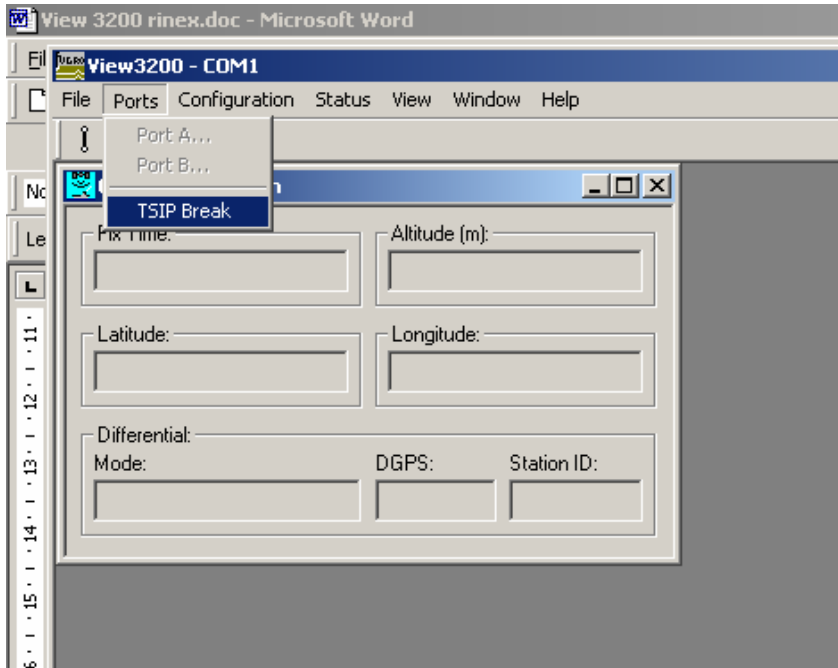 View 3200 rinex.doc - Microsoft Word
View3200 - COM1
File Ports Configuration Status View Window Help
Port A...
Port B...
TSIP Break
Fix Time:
Altitude (m):
Latitude:
Longitude:
Differential:
Mode:
DGPS:
Station ID:
11
12
13
14
15